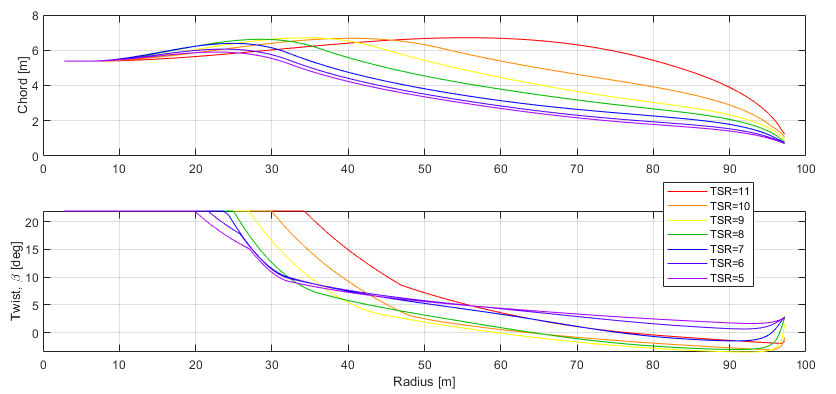 8
6
4
2
0
Chord [m]
0 10 20 30 40 50 60 70 80 90 100
TSR=11
TSR=10
TSR=9
TSR=8
TSR=7
TSR=6
TSR=5
20
15
10
5
0
Twist, β [deg]
0 10 20 30 40 50 60 70 80 90 100
Radius [m]